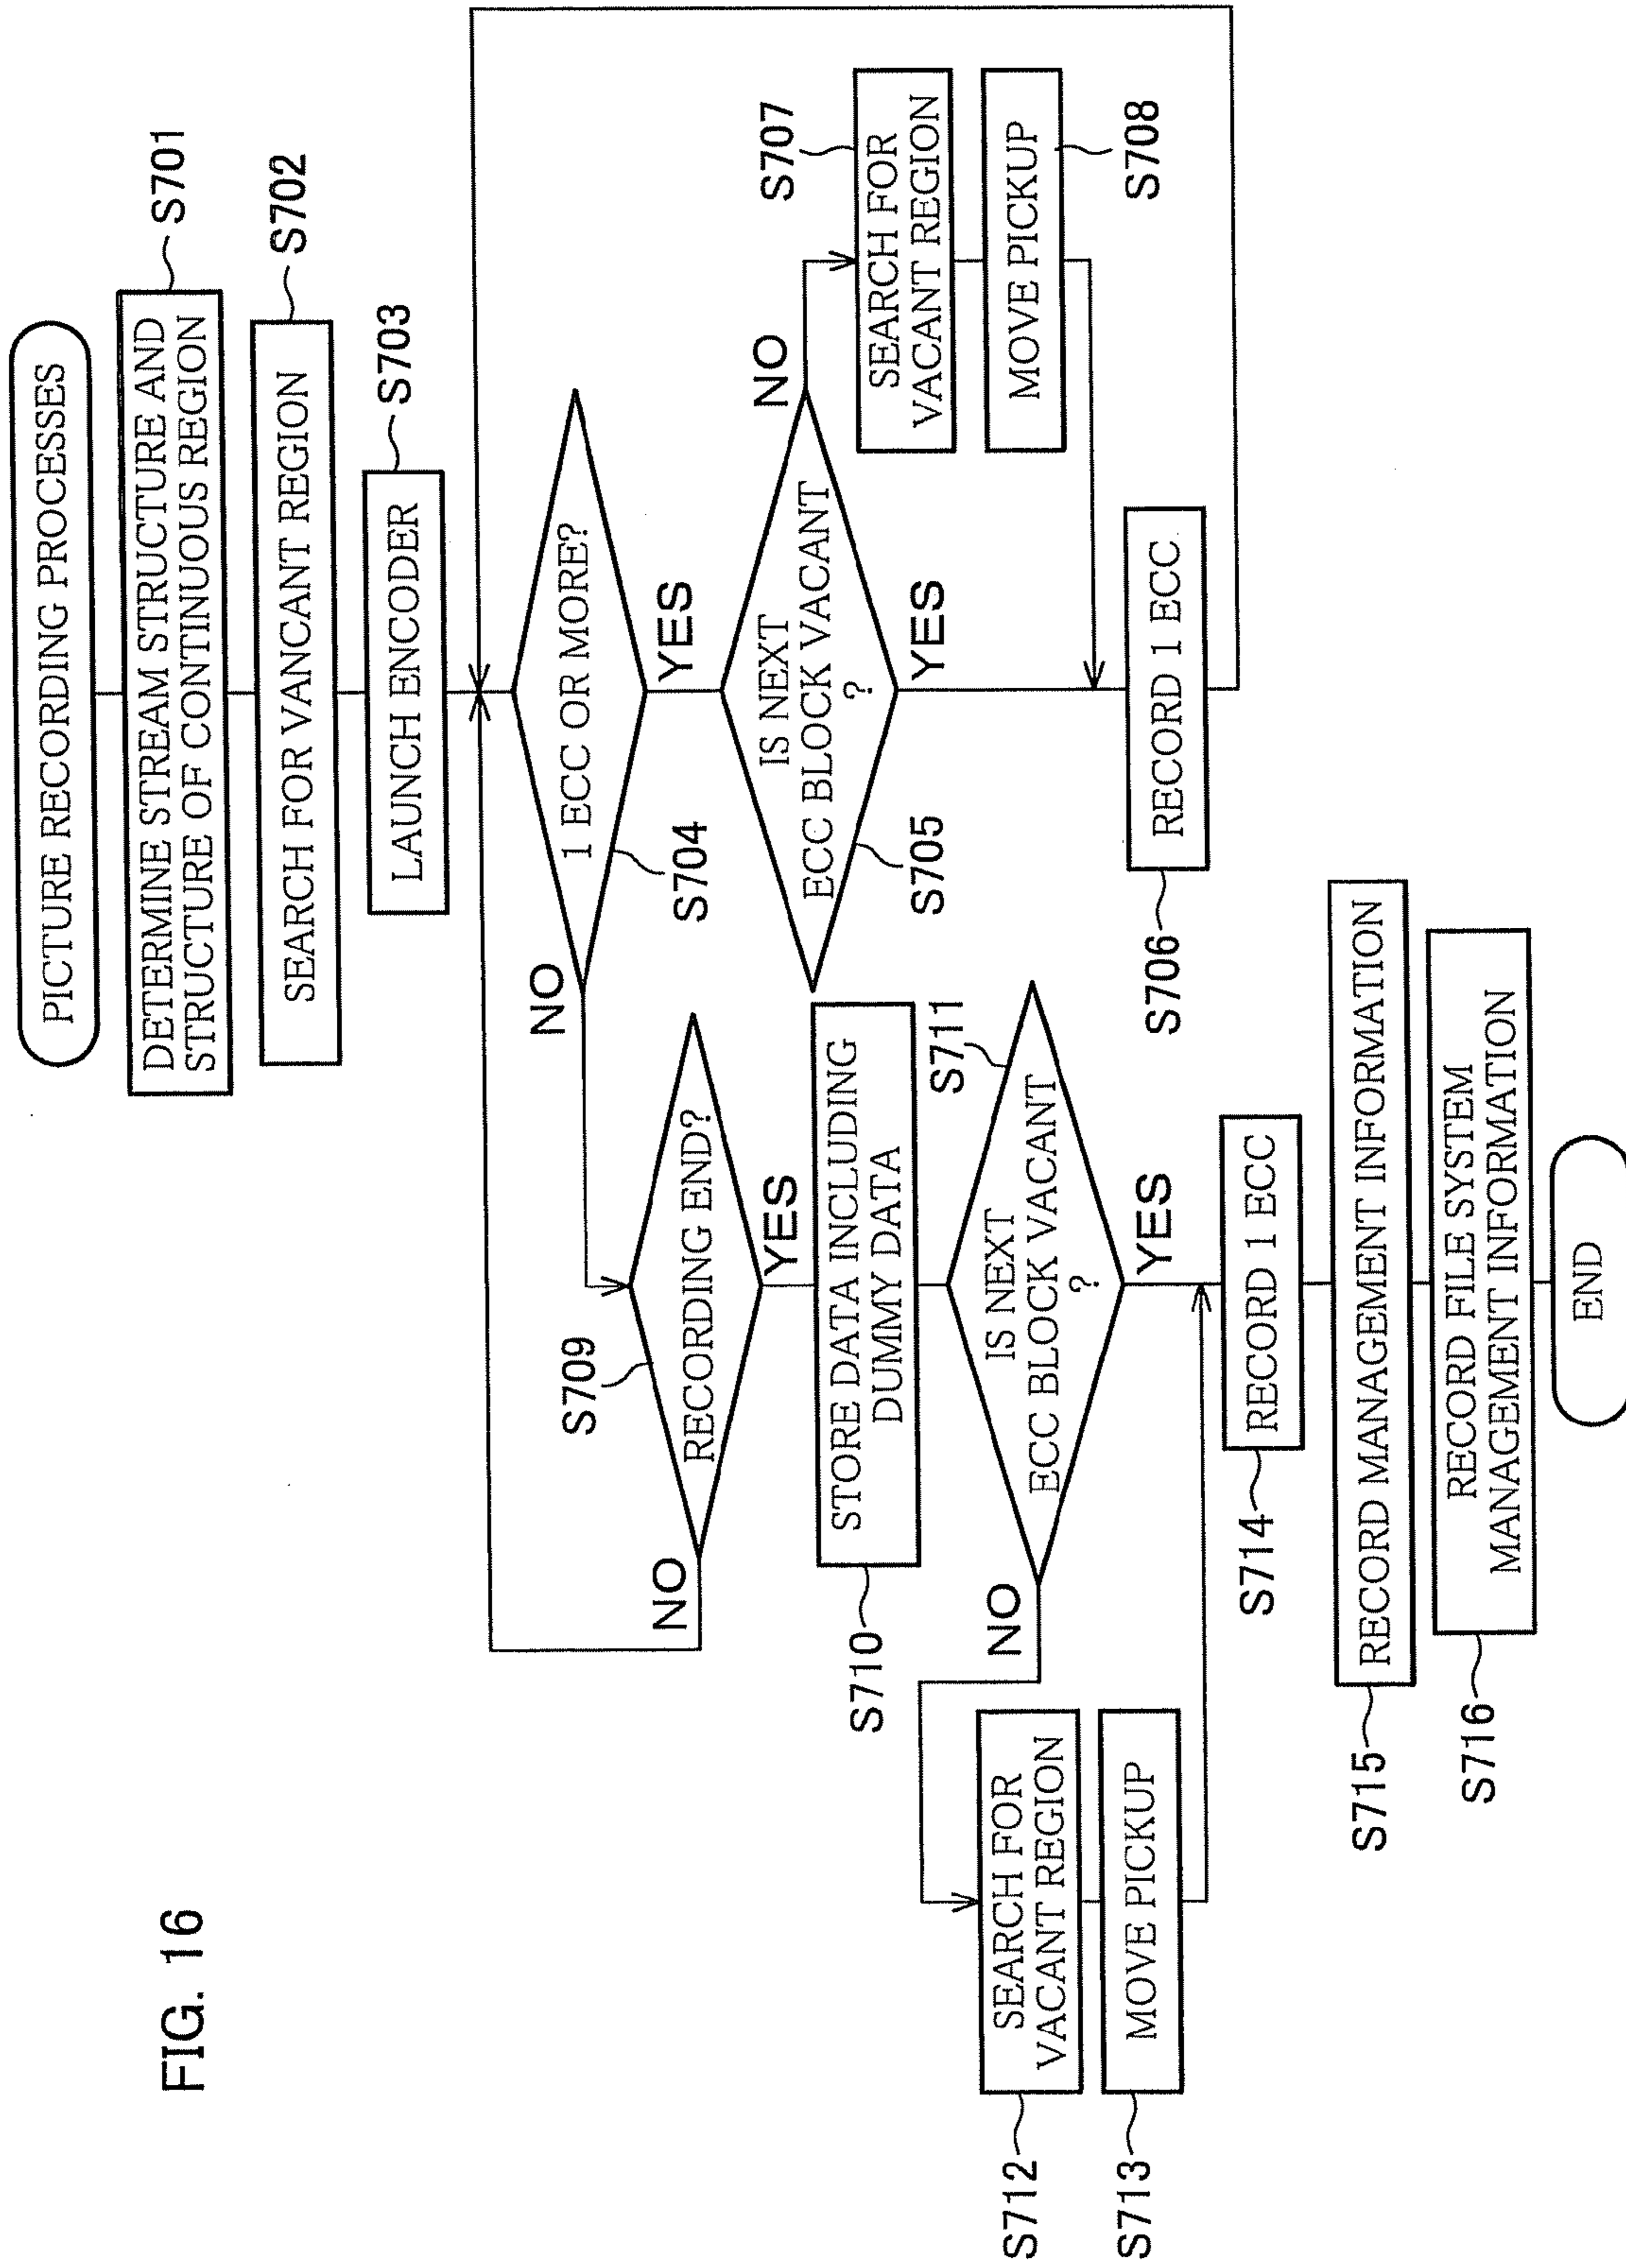 FIG. 16
PICTURE RECORDING PROCESSES
DETERMINE STREAM STRUCTURE AND
STRUCTURE OF CONTINUOUS REGION
S701
SEARCH FOR VANCANT REGION
S702
LAUNCH ENCODER
S703
1 ECC OR MORE?
S704
NO
YES
IS NEXT
ECC BLOCK VACANT
?
S705
NO
YES
S707
SEARCH FOR
VACANT REGION
MOVE PICKUP
S708
RECORD 1 ECC
S706
S709
RECORDING END?
NO
YES
STORE DATA INCLUDING
DUMMY DATA
S710
S711
IS NEXT
ECC BLOCK VACANT
?
NO
YES
SEARCH FOR
VACANT REGION
S712
MOVE PICKUP
S713
RECORD 1 ECC
S714
RECORD MANAGEMENT INFORMATION
S715
RECORD FILE SYSTEM
MANAGEMENT INFORMATION
S716
END